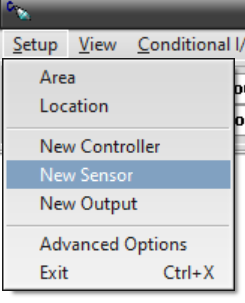 Setup View Conditional I/
Area
Location
New Controller
New Sensor
New Output
Advanced Options
Exit Ctrl+X